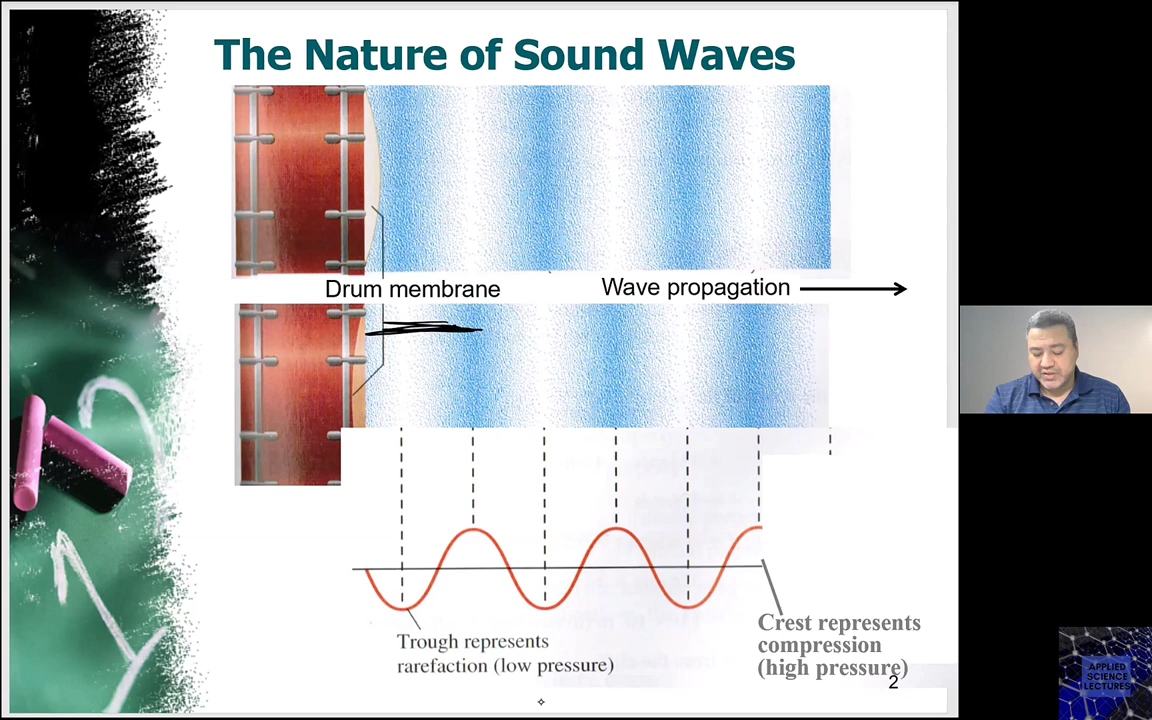 The Nature of Sound Waves
Drum membrane
Wave propagation
Trough represents
rarefaction (low pressure)
Crest represents
compression
(high pressure)
2
APPLIED
SCIENCE
LECTURES